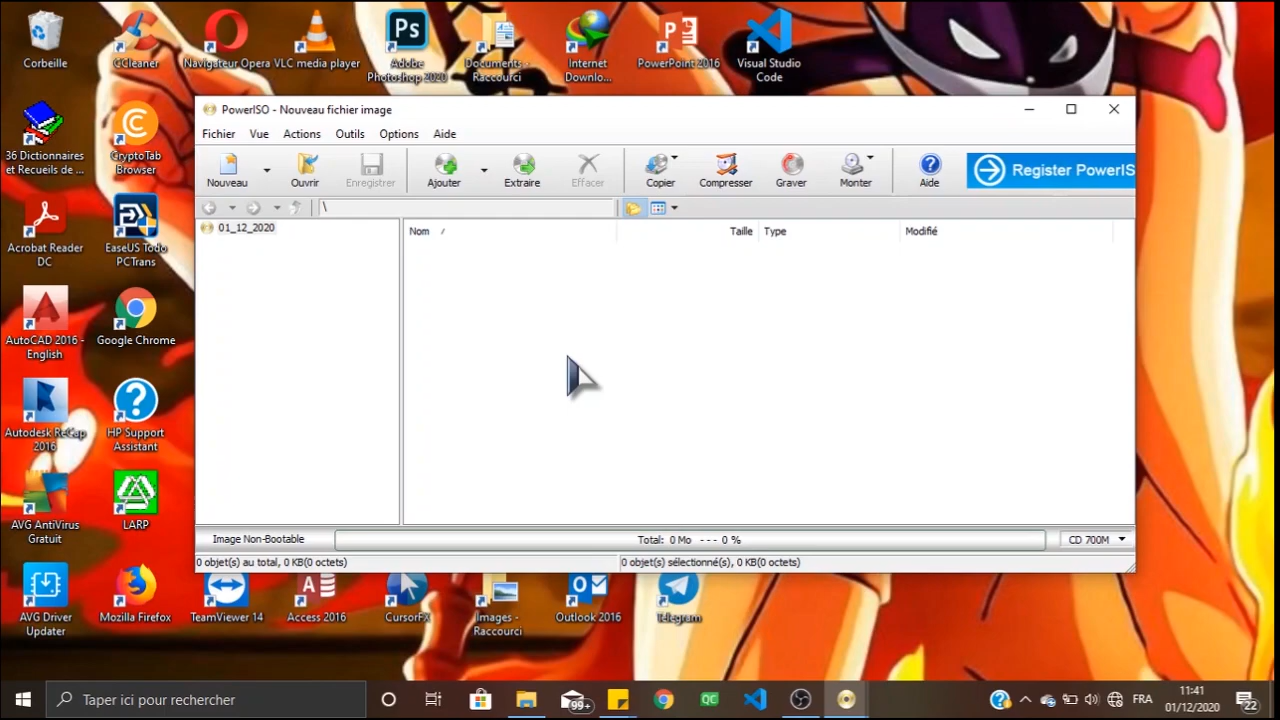 Corbeille
CCleaner
Navigateur Opera
VLC media player
Ps
Adobe
Photoshop 2020
Documents -
Raccourci
Internet
Downlo...
PowerPoint 2016
Visual Studio
Code
36 Dictionnaires
et Recueils de ...
CryptoTab
Browser
Acrobat Reader
DC
EaseUS Todo
PCTrans
AutoCAD 2016 -
English
Google Chrome
Autodesk ReCap
2016
HP Support
Assistant
AVG AntiVirus
Gratuit
LARP
AVG Driver
Updater
Mozilla Firefox
TeamViewer 14
Access 2016
CursorFX
Images -
Raccourci
Outlook 2016
Telegram
PowerISO - Nouveau fichier image
Fichier Vue Actions Outils Options Aide
Nouveau Ouvrir Enregistrer Ajouter Extraire Effacer Copier Compresser Graver Monter Aide Register PowerIS
\
01_12_2020
Nom / Taille Type Modifié
Image Non-Bootable Total: 0 Mo --- 0 % CD 700M
0 objet(s) au total, 0 KB(0 octets) 0 objet(s) sélectionné(s), 0 KB(0 octets)
Taper ici pour rechercher
99+
QC
FRA
11:41
01/12/2020
22